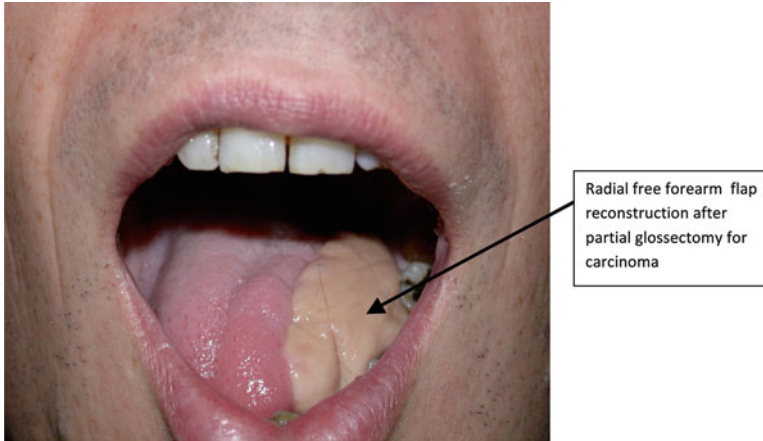 Radial free forearm flap
reconstruction after
partial glossectomy for
carcinoma